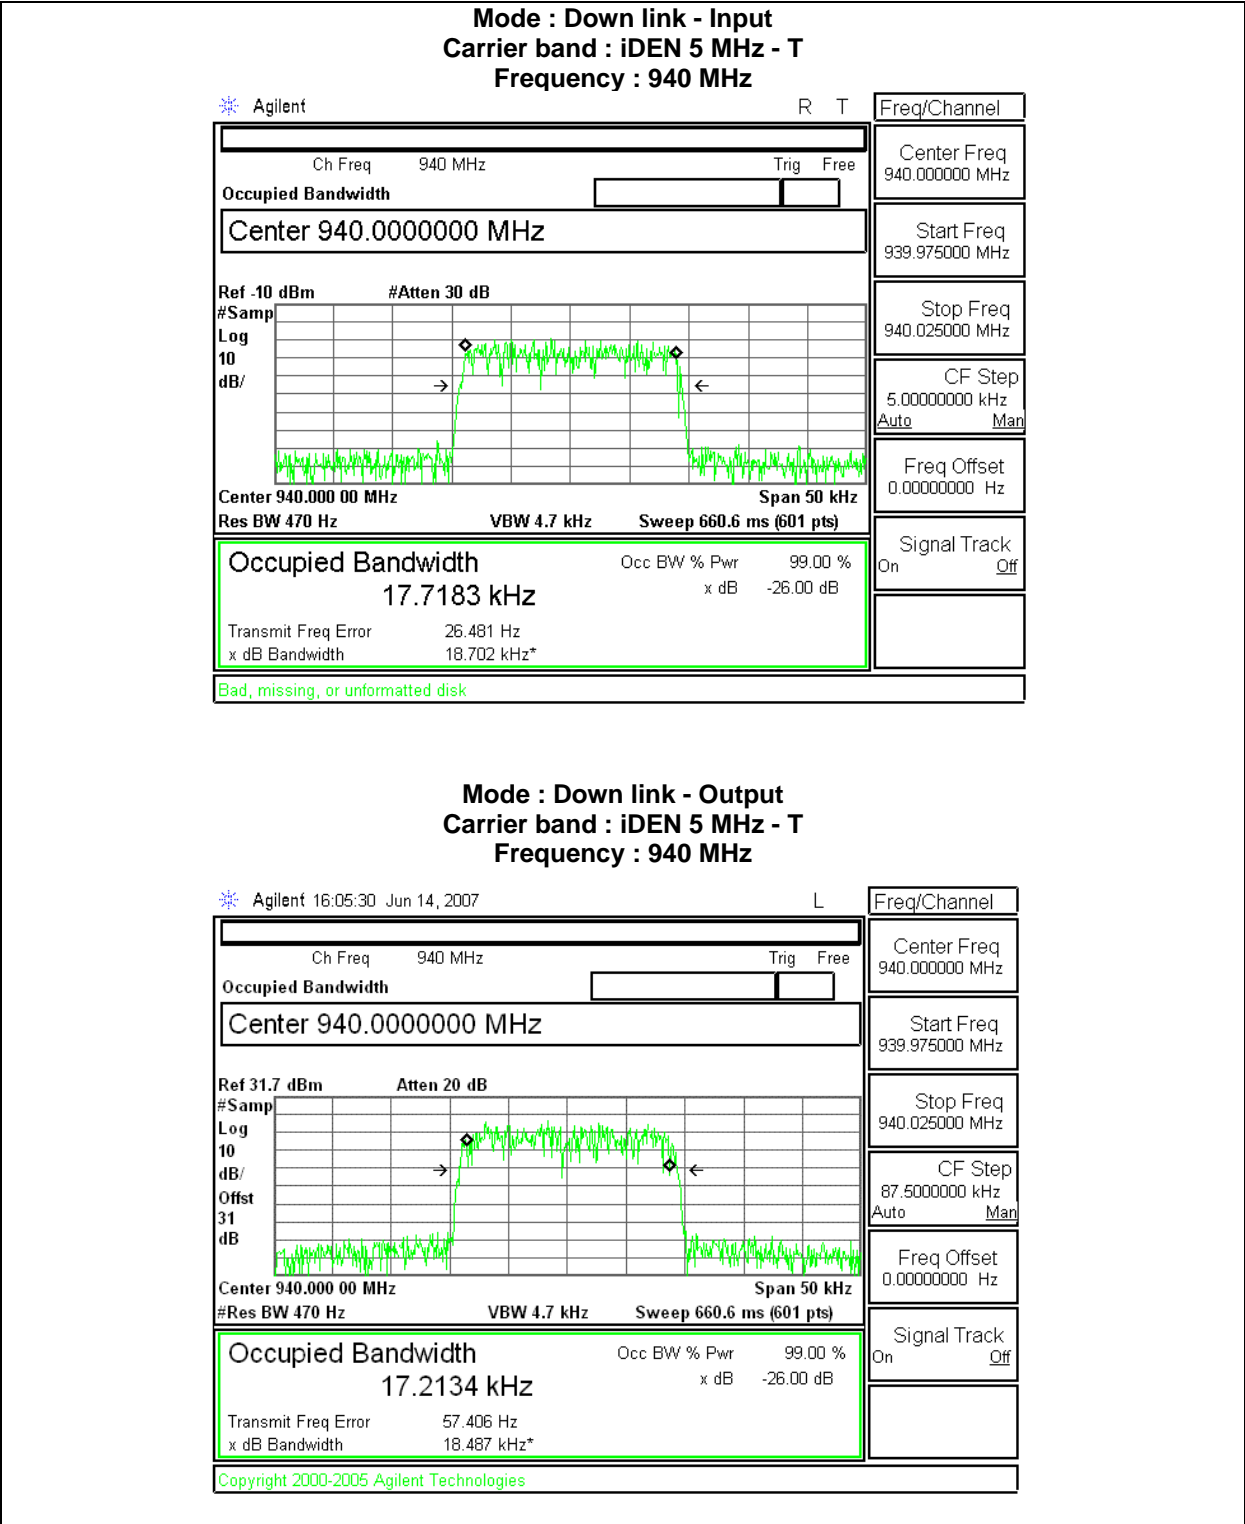 Mode : Down link - Input
Carrier band : iDEN 5 MHz - T
Frequency : 940 MHz
Agilent R T Freq/Channel
Ch Freq 940 MHz Trig Free
Occupied Bandwidth
Center 940.0000000 MHz
Center Freq
940.000000 MHz
Start Freq
939.975000 MHz
Stop Freq
940.025000 MHz
CF Step
5.00000000 kHz
Auto Man
Freq Offset
0.00000000 Hz
Signal Track
On Off
Ref -10 dBm #Atten 30 dB
#Samp
Log
10
dB/
Center 940.000 00 MHz Span 50 kHz
Res BW 470 Hz VBW 4.7 kHz Sweep 660.6 ms (601 pts)
Occupied Bandwidth Occ BW % Pwr 99.00 %
17.7183 kHz x dB -26.00 dB
Transmit Freq Error 26.481 Hz
x dB Bandwidth 18.702 kHz*
Bad, missing, or unformatted disk
Mode : Down link - Output
Carrier band : iDEN 5 MHz - T
Frequency : 940 MHz
Agilent 16:05:30 Jun 14, 2007 L Freq/Channel
Ch Freq 940 MHz Trig Free
Occupied Bandwidth
Center 940.0000000 MHz
Center Freq
940.000000 MHz
Start Freq
939.975000 MHz
Stop Freq
940.025000 MHz
CF Step
87.5000000 kHz
Auto Man
Freq Offset
0.00000000 Hz
Signal Track
On Off
Ref 31.7 dBm Atten 20 dB
#Samp
Log
10
dB/
Offst
31
dB
Center 940.000 00 MHz Span 50 kHz
#Res BW 470 Hz VBW 4.7 kHz Sweep 660.6 ms (601 pts)
Occupied Bandwidth Occ BW % Pwr 99.00 %
17.2134 kHz x dB -26.00 dB
Transmit Freq Error 57.406 Hz
x dB Bandwidth 18.487 kHz*
Copyright 2000-2005 Agilent Technologies